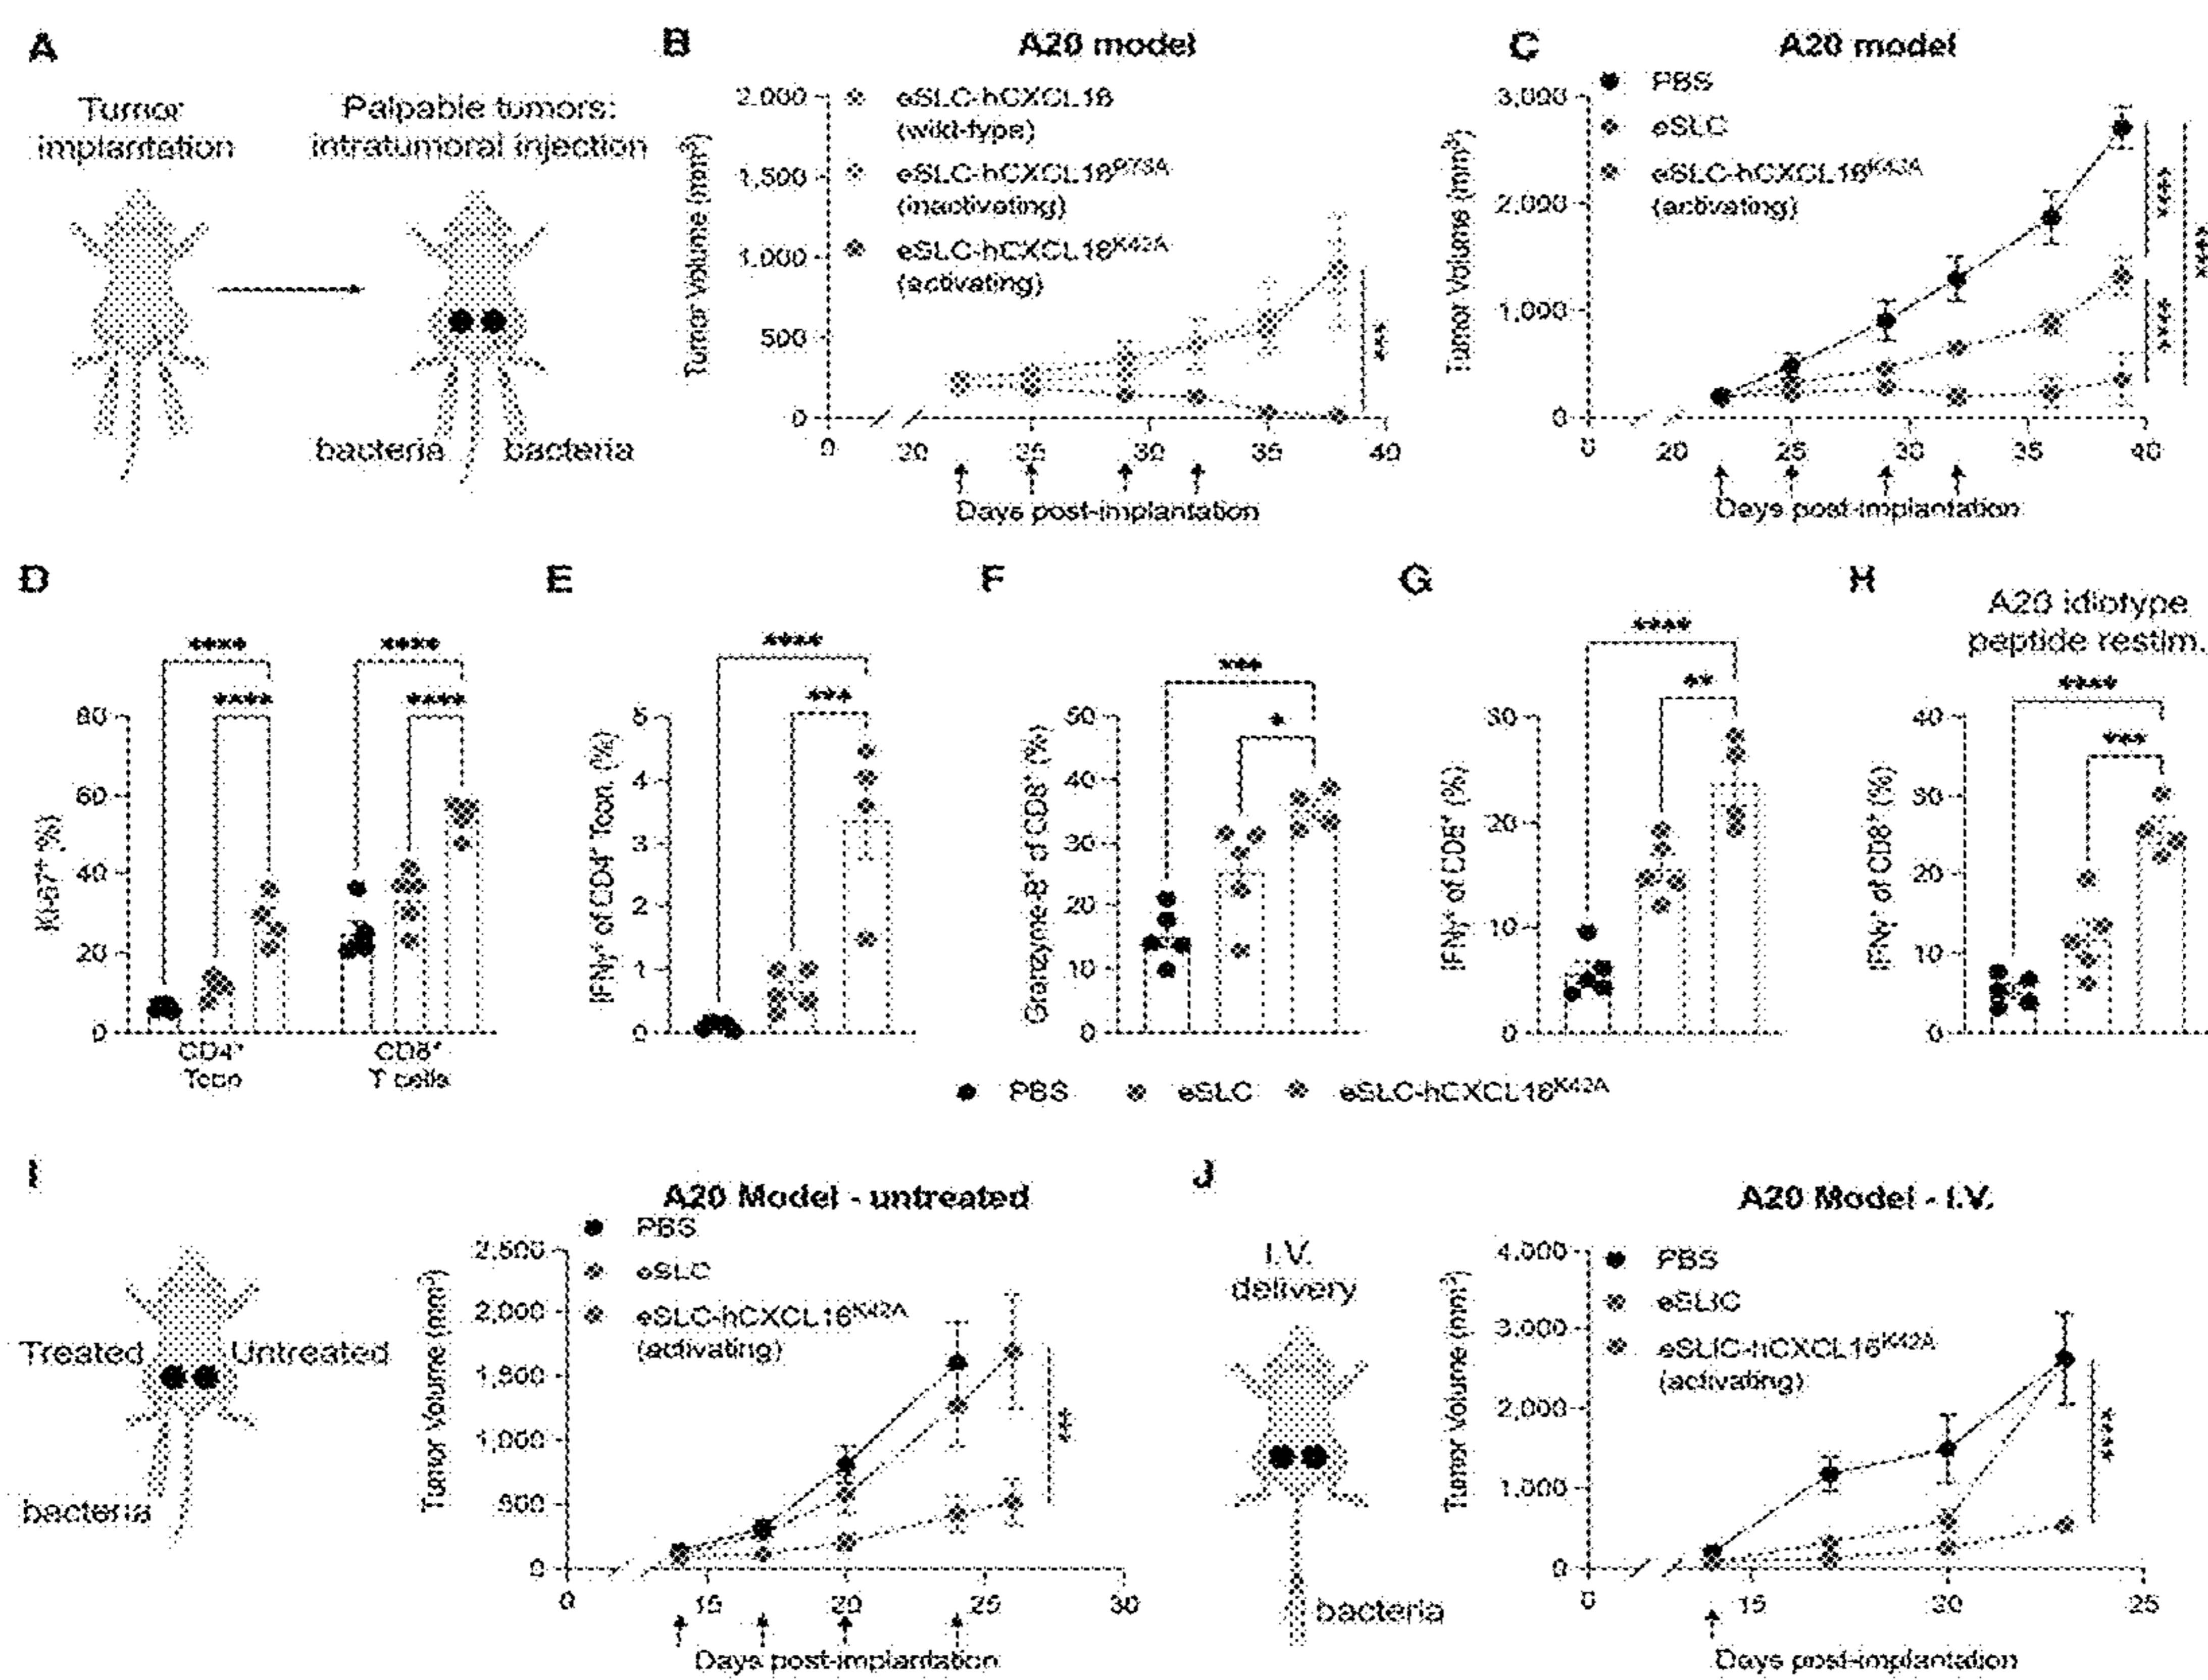 A
Tumor
implantation
Palpable tumors:
intratumoral injection
bacteria
bacteria
B
A20 model
Tumor Volume (mm3)
2,000
1,500
1,000
500
0
eSLC-hCXCL16
(wild-type)
(inactivating)
eSLC-hCXCL16K42A
(activating)
***
0
20
25
30
35
40
Days post-implantation
C
A20 model
Tumor Volume (mm3)
3,000
2,000
1,000
0
PBS
eSLC
eSLC-hCXCL16K42A
(activating)
****
****
****
0
20
25
30
35
40
Days post-implantation
D
Ki-67+ %)
80
60
40
20
0
****
****
****
****
CD4+
Tcon
CD8+
T cells
E
IFNγ+ of CD4+ Tcon. (%)
5
4
3
2
1
0
****
***
F
Granzyme-B+ of CD8+ (%)
50
40
30
20
10
0
***
*
G
IFNγ+ of CD8+ (%)
30
20
10
0
****
**
H
A20 idiotype
peptide restim.
IFNγ+ of CD8+ (%)
40
30
20
10
0
****
***
PBS
eSLC
eSLC-hCXCL16K42A
I
Treated
Untreated
bacteria
A20 Model - untreated
Tumor Volume (mm3)
2,500
2,000
1,500
1,000
500
0
PBS
eSLC
eSLC-hCXCL16K42A
(activating)
***
0
15
20
25
30
Days post-implantation
J
I.V.
delivery
bacteria
A20 Model - I.V.
Tumor Volume (mm3)
4,000
3,000
2,000
1,000
0
PBS
eSLIC
eSLIC-hCXCL16K42A
(activating)
****
0
15
20
25
Days post-implantation